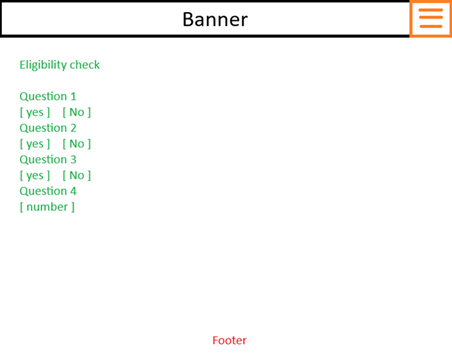 Banner
Eligibility check
Question 1
[ yes ] [ No ]
Question 2
[ yes ] [ No ]
Question 3
[ yes ] [ No ]
Question 4
[ number ]
Footer